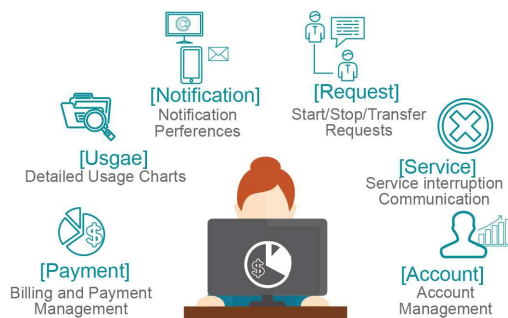 [Notification]
Notification
Perferences
[Request]
Start/Stop/Transfer
Requests
[Usgae]
Detailed Usage Charts
[Service]
Service interruption
Communication
[Payment]
Billing and Payment
Management
[Account]
Account
Management
@
$
$